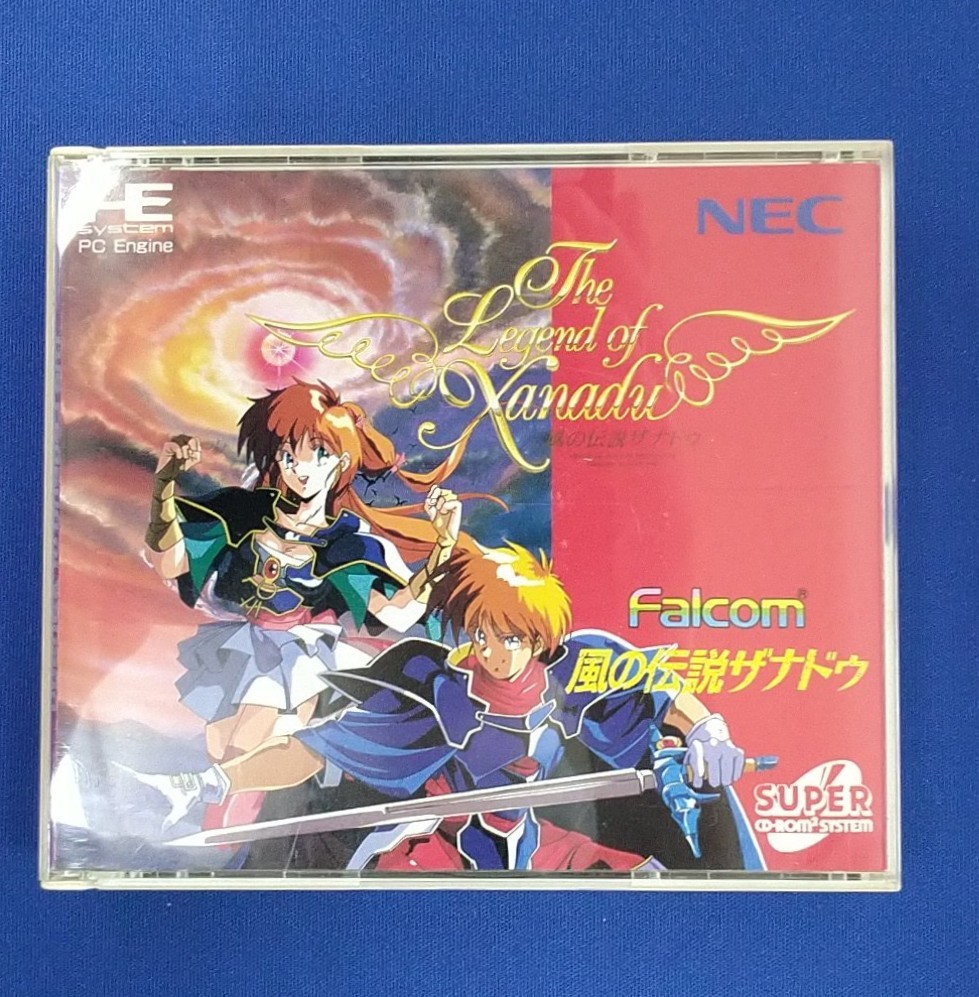 HE
system
PC Engine
NEC
The
Legend of
Xanadu
風の伝説ザナドゥ
Falcom®
風の伝説ザナドゥ
SUPER
CD-ROM² SYSTEM